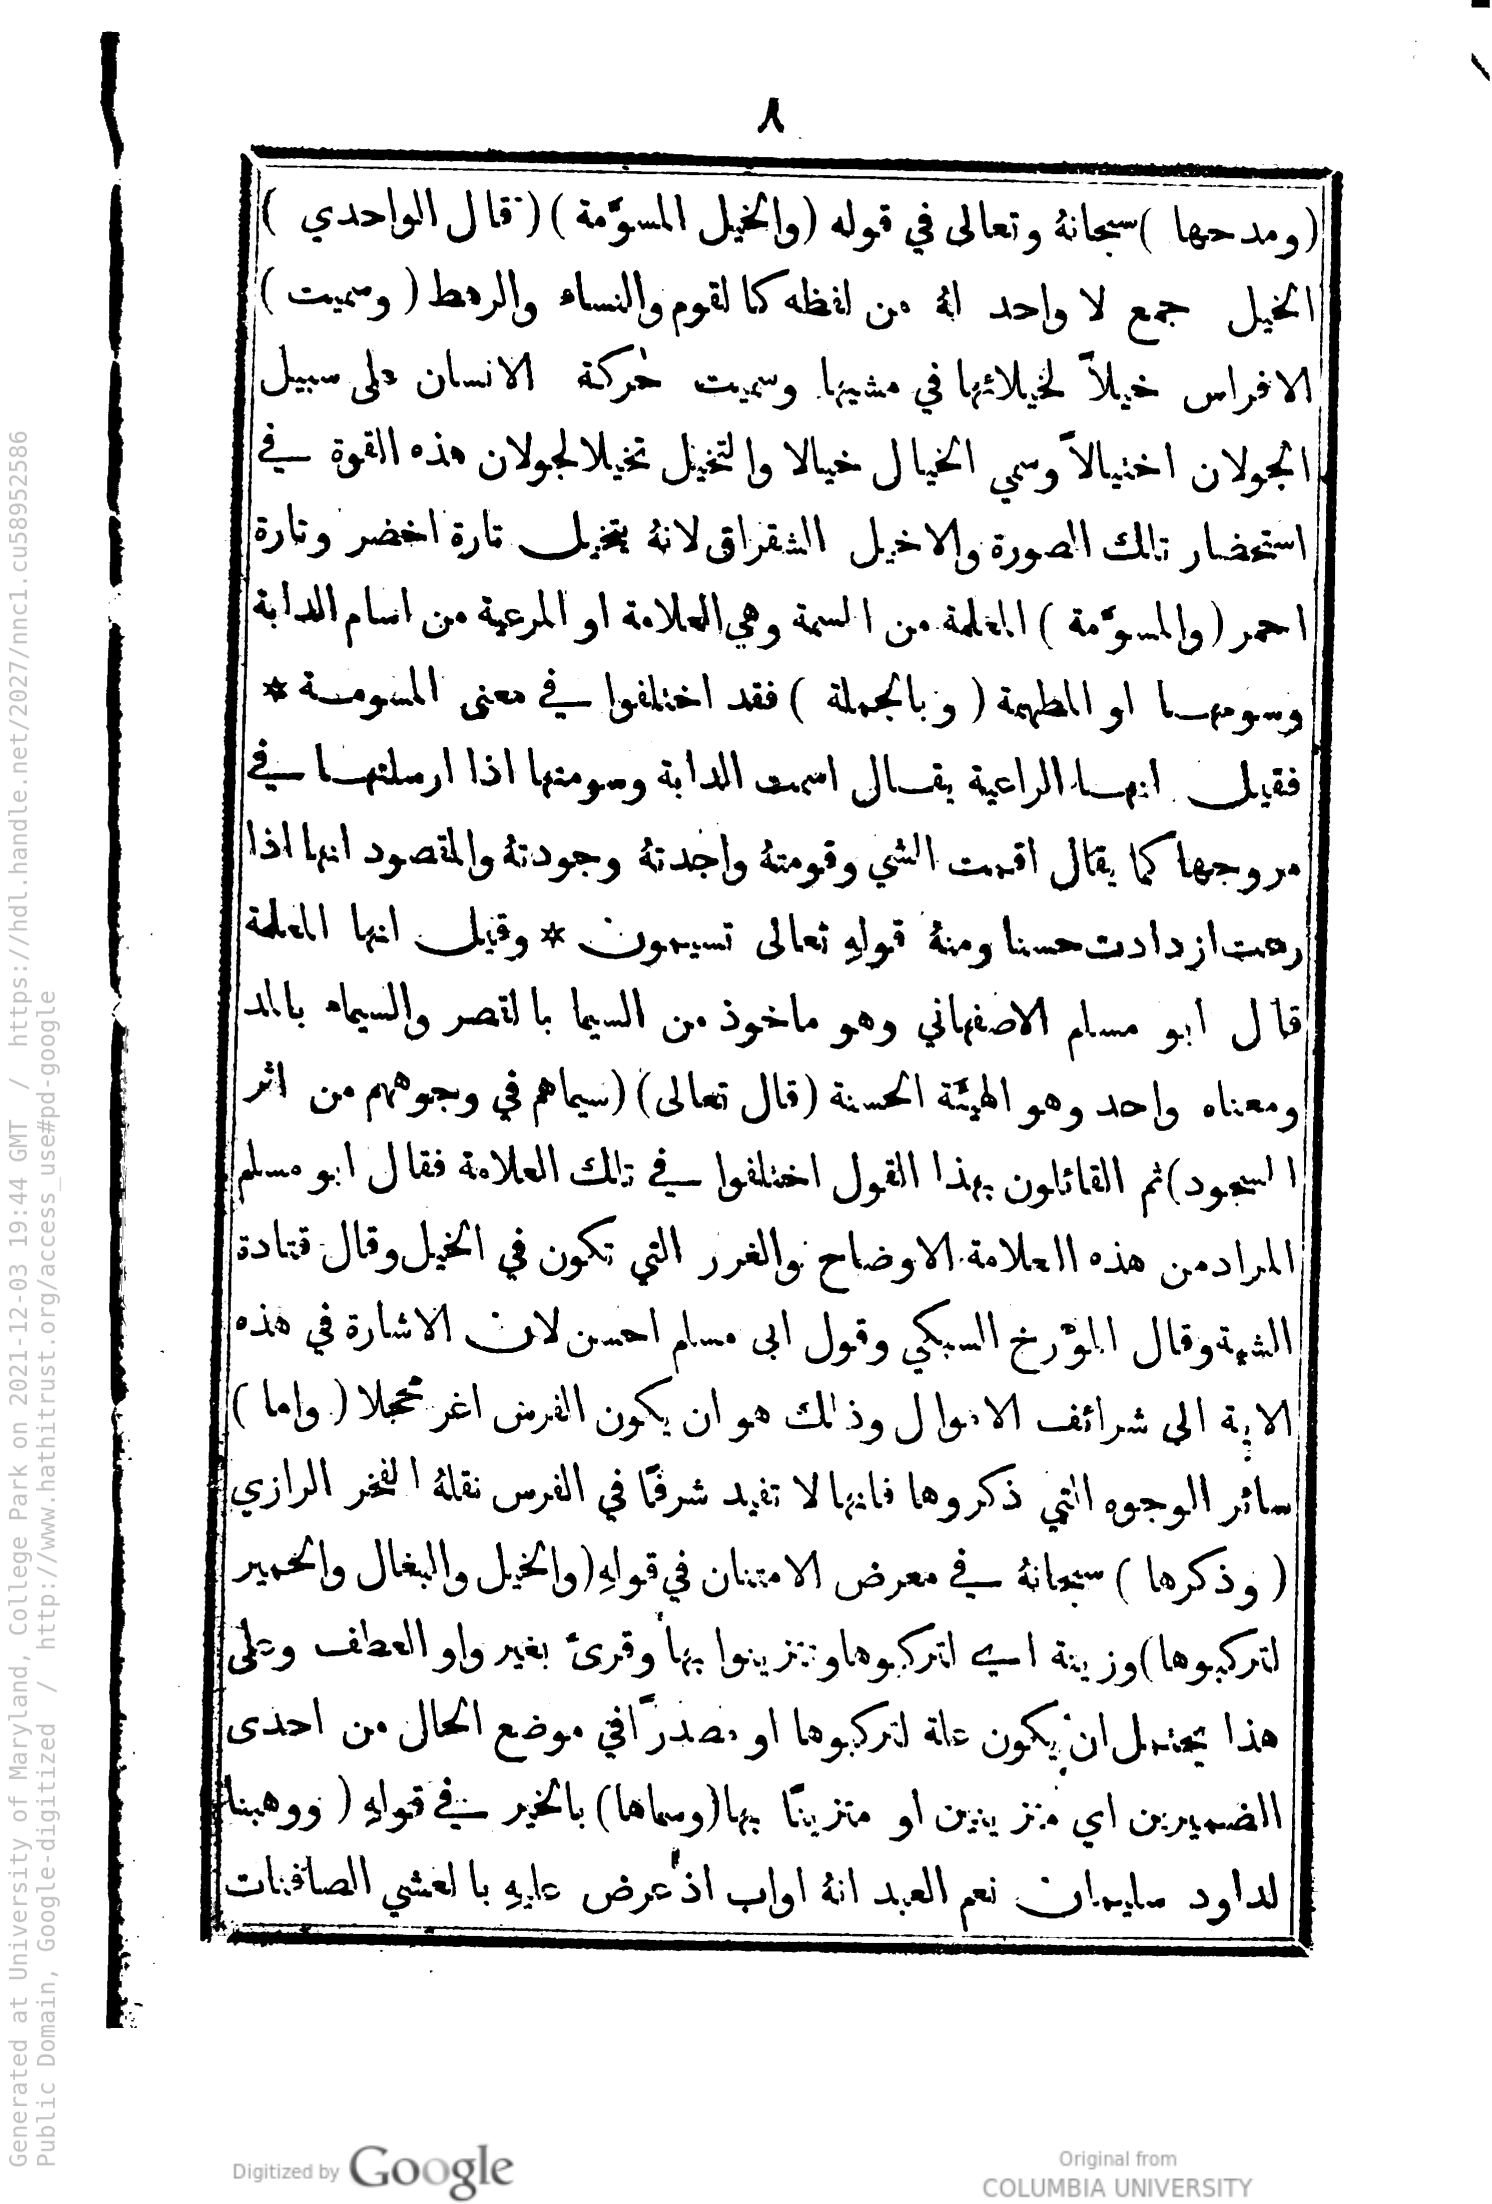 ٨
( ومدحها ) سبحانهُ وتعالى في قوله (والخيل المسوَّمة ) ( قال الواحدي )
الخيل جمع لا واحد لهُ من لفظه كالقوم والنساء والرهط ( وسميت )
الافراس خيلاً لخيلائها في مشيها وسميت حركة الانسان على سبيل
الجولان اختيالاً وسمي الخيال خيالا والتخيل تخيلا لجولان هذه القوة في
استحضار تلك الصورة والاخيل الشقراق لانهُ يتخيل تارة اخضر وتارة
احمر ( والمسوَّمة ) المعلمة من السمة وهي العلامة او المرعية من اسام الدابة
وسومها او المطهمة ( وبالجملة ) فقد اختلفوا في معنى المسومة *
فقيل انها الراعية يقال اسمت الدابة وسومتها اذا ارسلتها في
مروجها كما يقال اقمت الشي وقومتهُ واجدتهُ وجودتهُ والمقصود انها اذا
رعت ازدادت حسنا ومنهُ قولهِ تعالى تسيمون * وقيل انها المعلمة
قال ابو مسلم الاصفهاني وهو ماخوذ من السيما بالقصر والسيماء بالمد
ومعناه واحد وهو الهيئَة الحسنة (قال تعالى) (سيماهم في وجوههم من اثر
السجود) ثم القائلون بهذا القول اختلفوا في تلك العلامة فقال ابو مسلم
المراد من هذه العلامة الاوضاح والغرر التي تكون في الخيل وقال قتادة
الشية وقال المؤرخ السبكي وقول ابى مسلم احسن لان الاشارة في هذه
الاية الى شرائف الاموال وذلك هو ان يكون الفرس اغر محجلا ( واما )
سائر الوجوه التي ذكروها فانها لا تفيد شرفًا في الفرس نقلهُ الفخر الرازي
( وذكرها ) سبحانهُ في معرض الامتنان في قولهِ (والخيل والبغال والحمير
لتركبوها) وزينة اي لتركبوها وتتزينوا بها وقرئ بغير واو العطف وعلى
هذا يحتمل ان يكون علة لتركبوها او مصدرًا في موضع الحال من احدى
الضميرين اي متزينين او متزينًا بها (وسماها) بالخير في قولهِ ( ووهبنا
لداود سليمان نعم العبد انهُ اواب اذ عرض عليهِ بالعشي الصافنات
Generated at University of Maryland, College Park on 2021-12-03 19:44 GMT / https://hdl.handle.net/2027/nnc1.cu58952586
Public Domain, Google-digitized / http://www.hathitrust.org/access_use#pd-google
Digitized by Google
Original from
COLUMBIA UNIVERSITY